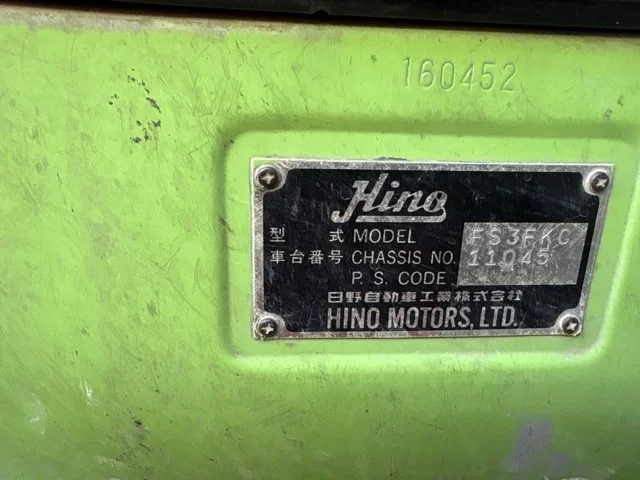 160452
Hino
型 式 MODEL FS3FKC
車台番号 CHASSIS NO. 11045
P. S. CODE
日野自動車工業株式会社
HINO MOTORS, LTD.